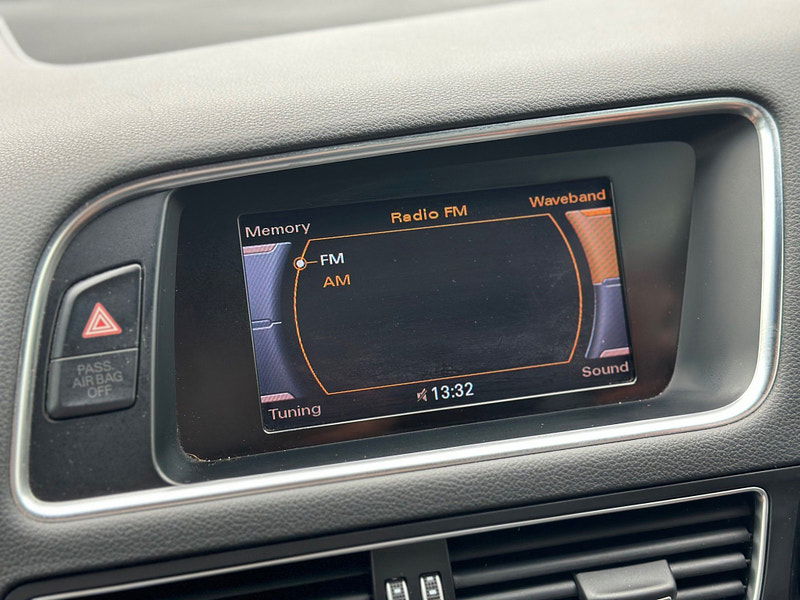 Memory
Radio FM
Waveband
FM
AM
PASS
AIR BAG
OFF
Tuning
13:32
Sound